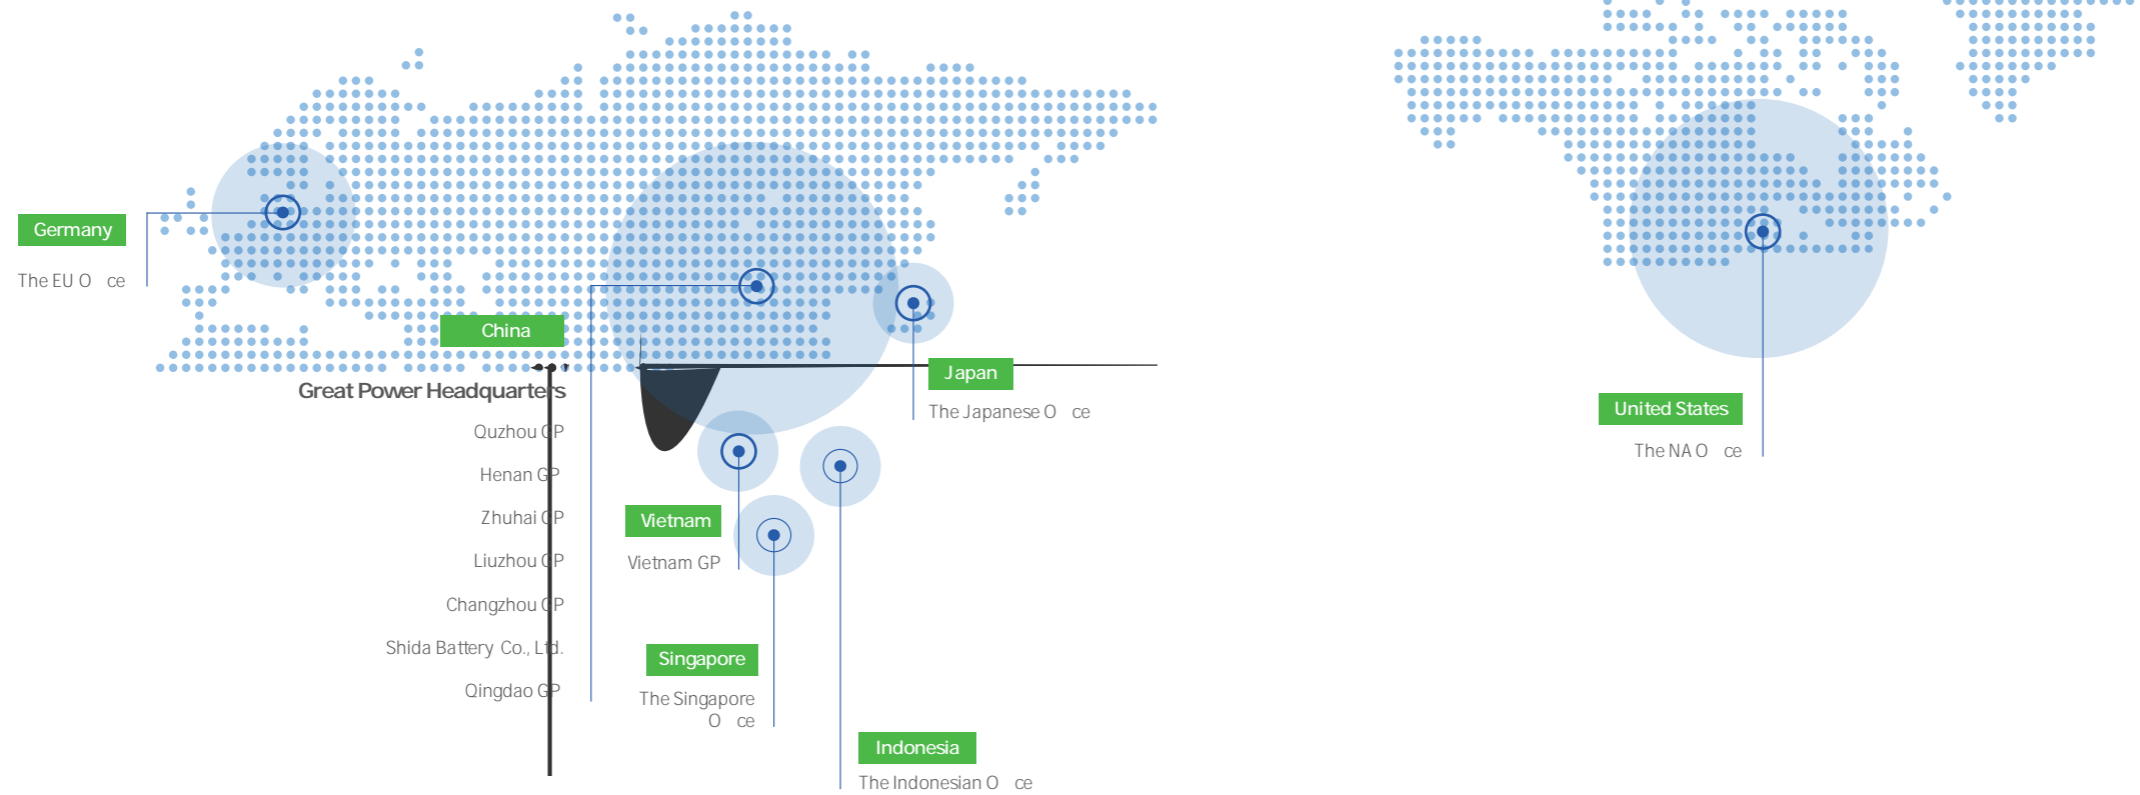 Germany
The EU O ce
China
Great Power Headquarters
Quzhou GP
Henan GP
Zhuhai GP
Liuzhou GP
Changzhou GP
Shida Battery Co., Ltd.
Qingdao GP
Vietnam
Vietnam GP
Singapore
The Singapore
O ce
Indonesia
The Indonesian O ce
Japan
The Japanese O ce
United States
The NA O ce